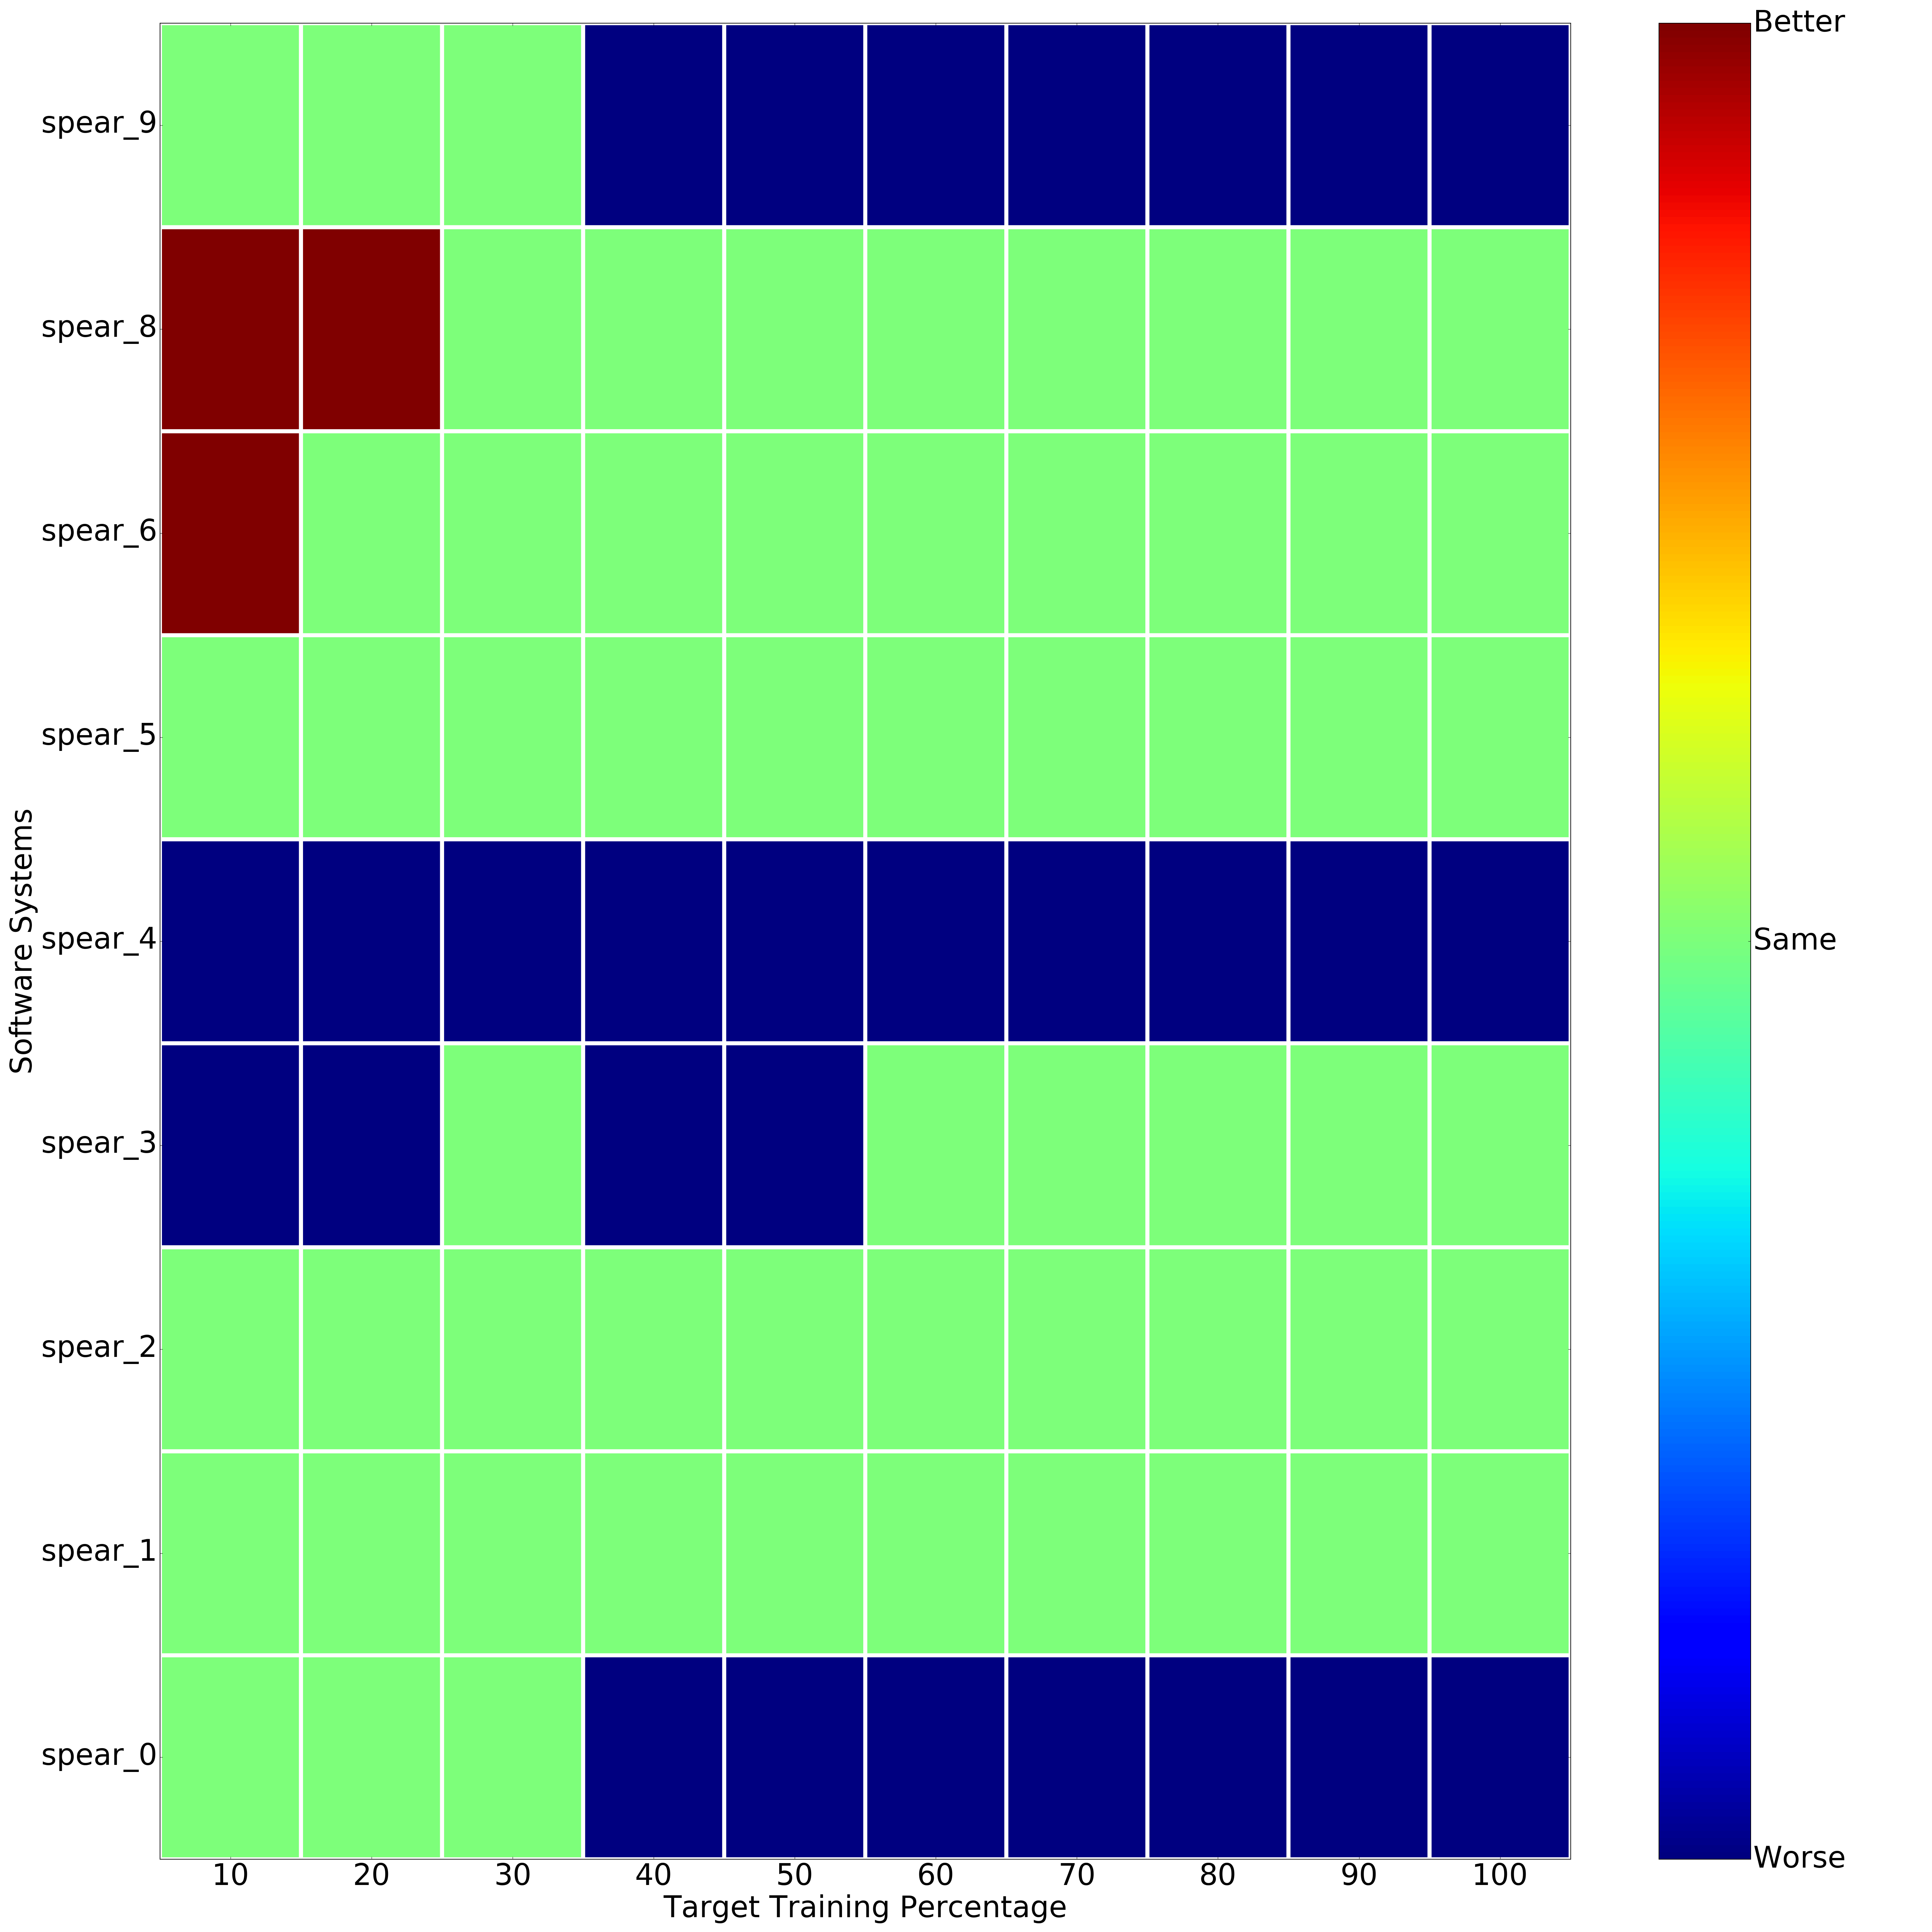 Better
spear_9
spear_8
spear_6
spear_5
Software Systems
spear_4
Same
spear_3
spear_2
spear_1
spear_0
Worse
10 20 30 40 50 60 70 80 90 100
Target Training Percentage